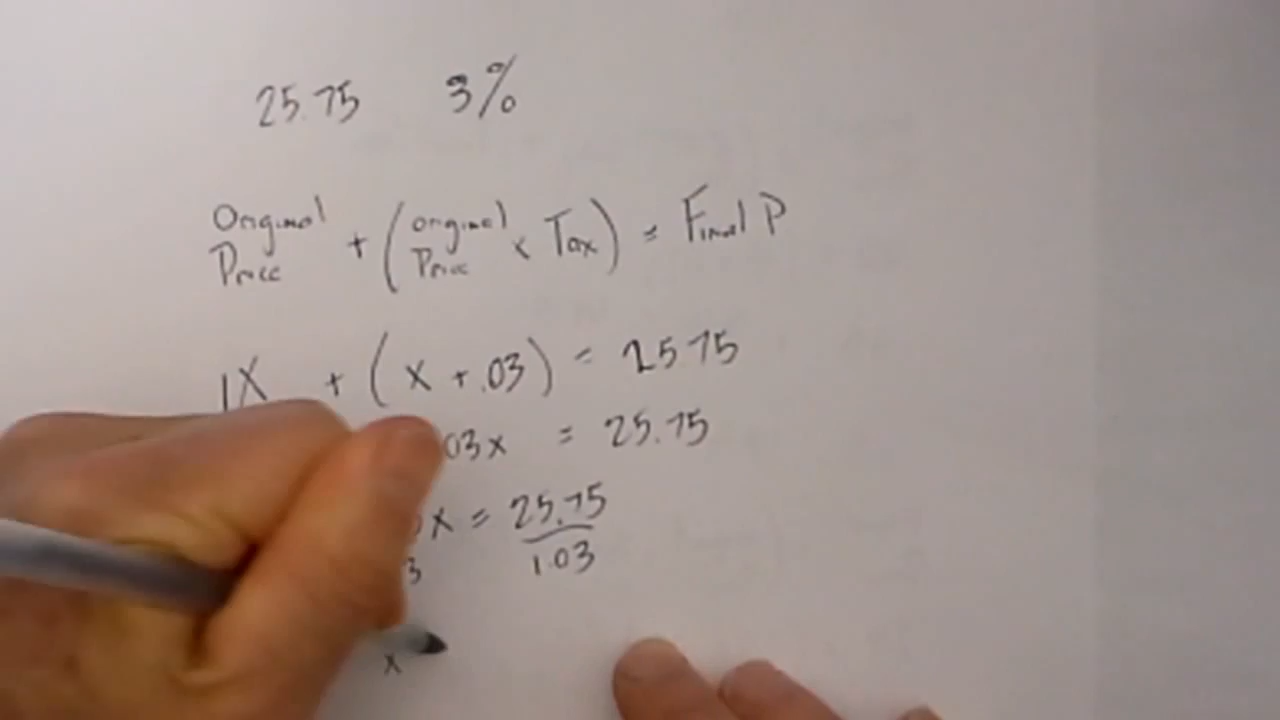 25.75 3%
Original Price + (original Price × Tax) = Final P
1X + (x + .03) = 25.75
03x = 25.75
x = 25.75
3 1.03
x